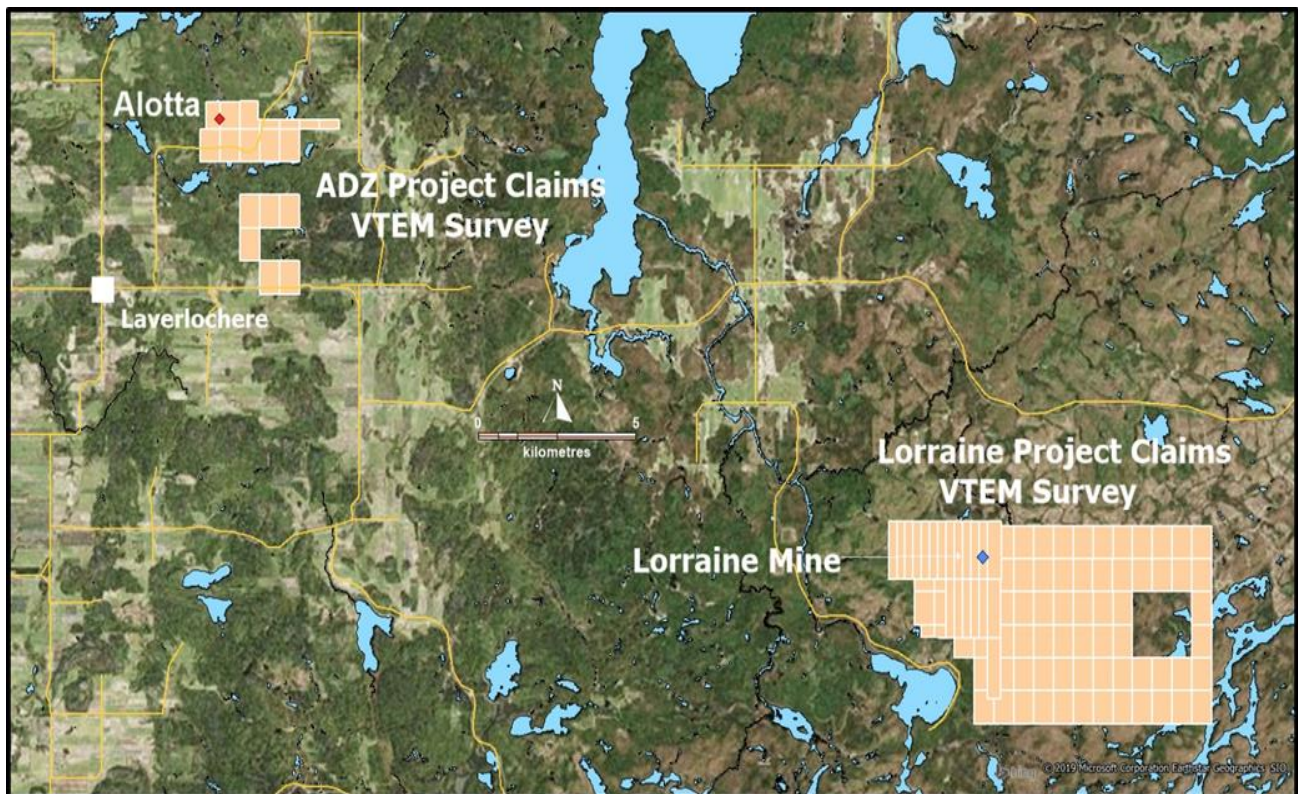 Alotta
ADZ Project Claims
VTEM Survey
Laverlochere
N
0 5
kilometres
Lorraine Project Claims
VTEM Survey
Lorraine Mine
bing © 2019 Microsoft Corporation Earthstar Geographics SIO